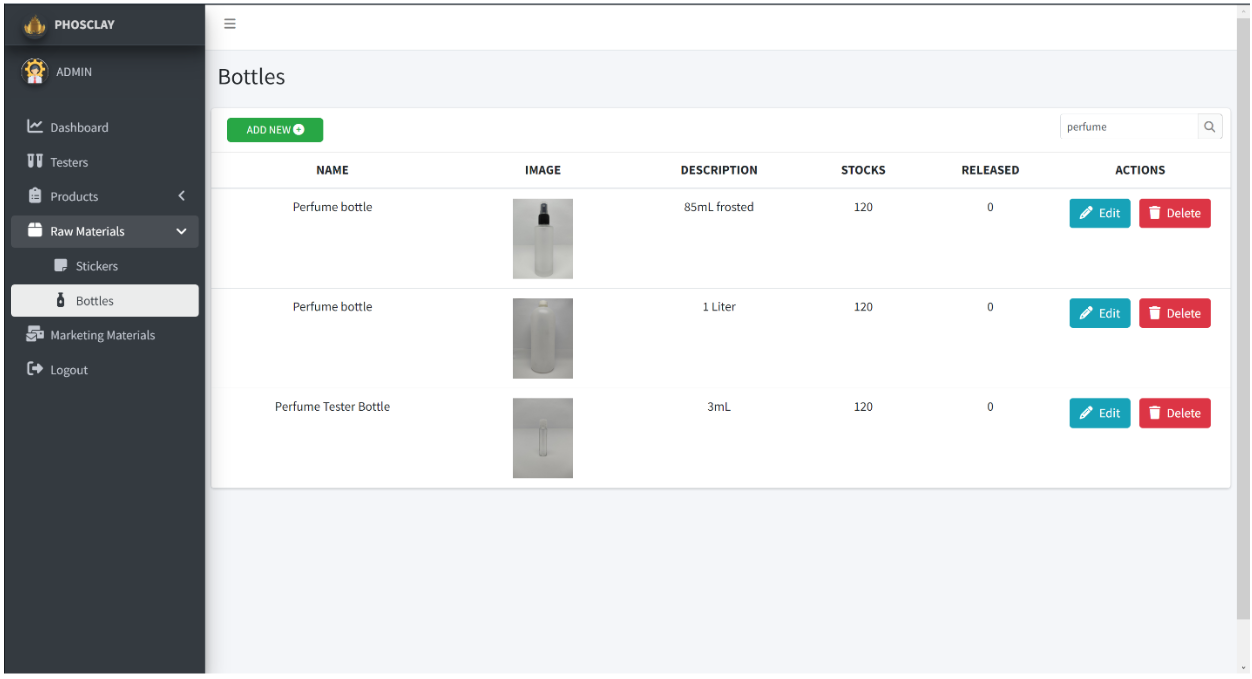 PHOSCLAY
ADMIN
Dashboard
Testers
Products
Raw Materials
Stickers
Bottles
Marketing Materials
Logout
Bottles
ADD NEW
perfume
NAME IMAGE DESCRIPTION STOCKS RELEASED ACTIONS
Perfume bottle 85mL frosted 120 0 Edit Delete
Perfume bottle 1 Liter 120 0 Edit Delete
Perfume Tester Bottle 3mL 120 0 Edit Delete